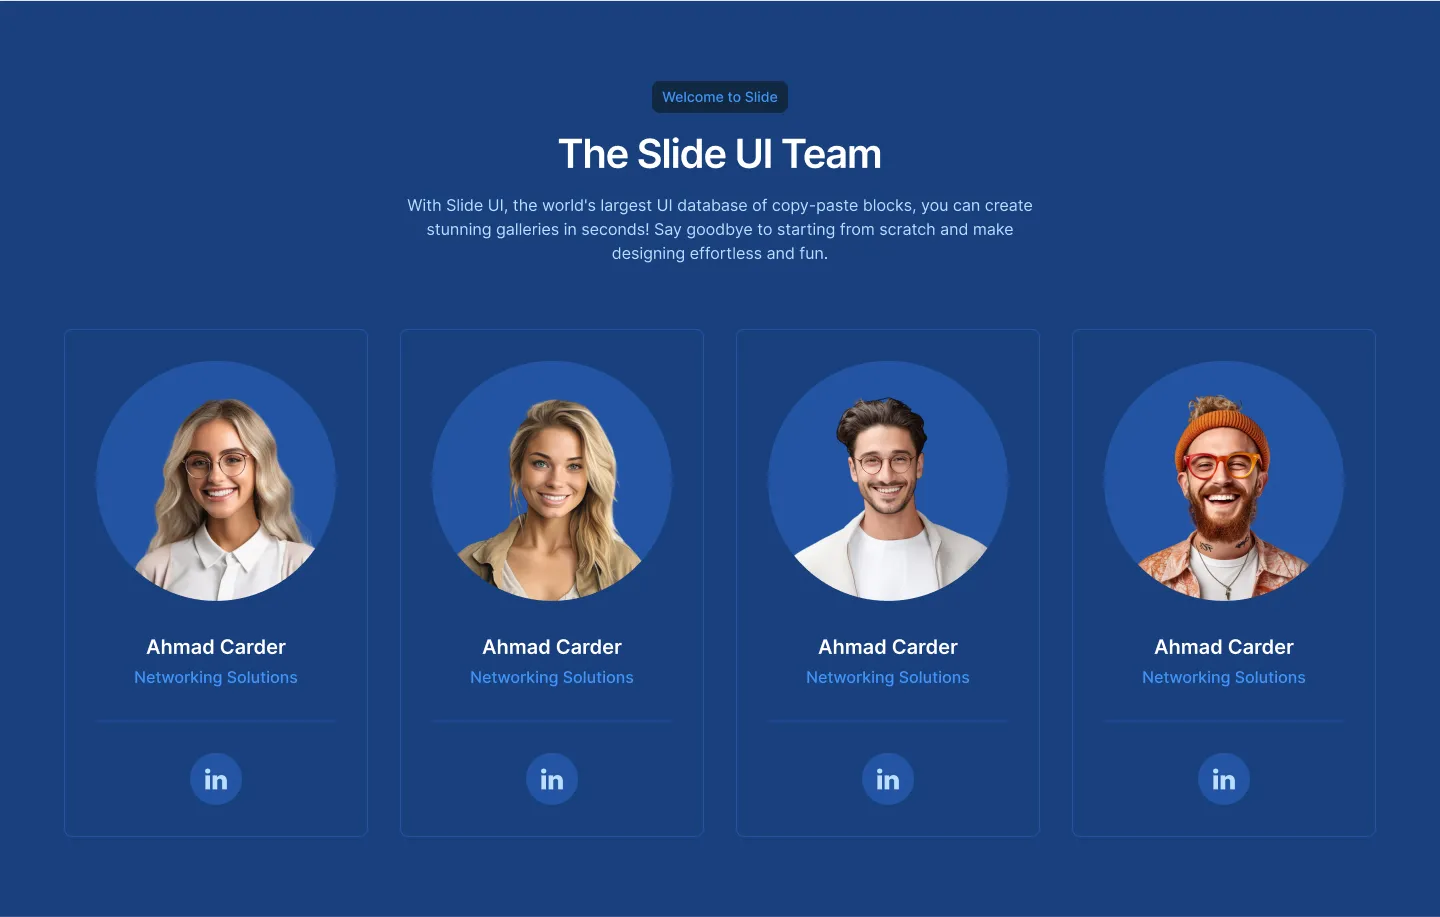 Welcome to Slide
The Slide UI Team
With Slide UI, the world's largest UI database of copy-paste blocks, you can create
stunning galleries in seconds! Say goodbye to starting from scratch and make
designing effortless and fun.
Ahmad Carder
Networking Solutions
in
Ahmad Carder
Networking Solutions
in
Ahmad Carder
Networking Solutions
in
Ahmad Carder
Networking Solutions
in